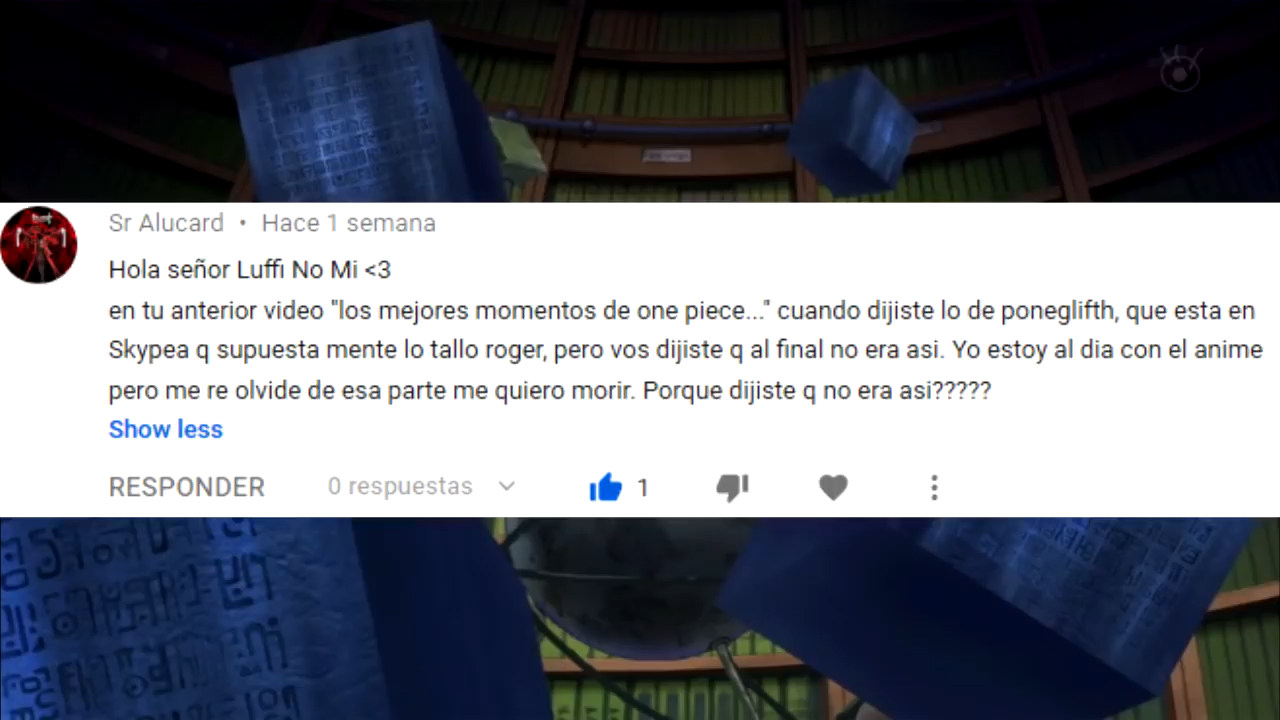 Sr Alucard • Hace 1 semana
Hola señor Luffi No Mi <3
en tu anterior video "los mejores momentos de one piece..." cuando dijiste lo de poneglifth, que esta en
Skypea q supuesta mente lo tallo roger, pero vos dijiste q al final no era asi. Yo estoy al dia con el anime
pero me re olvide de esa parte me quiero morir. Porque dijiste q no era asi?????
Show less
RESPONDER 0 respuestas 1